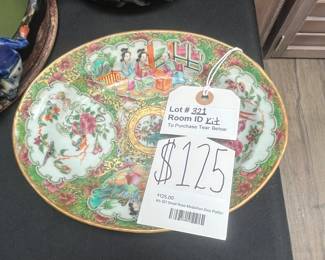 Lot # 321
Room ID Kit
To Purchase Tear Below
$125
$125.00